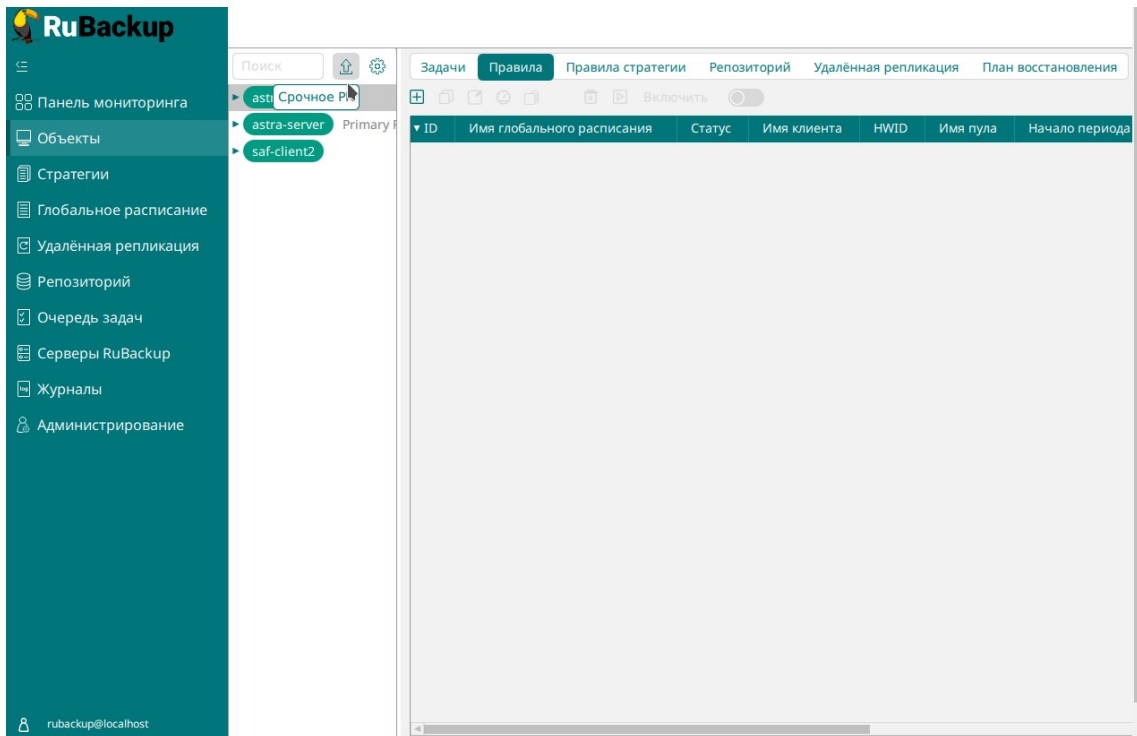 RuBackup
Поиск
Задачи Правила Правила стратегии Репозиторий Удалённая репликация План восстановления
Панель мониторинга
Срочное РК
Включить
Объекты
astra-server Primary
ID Имя глобального расписания Статус Имя клиента HWID Имя пула Начало периода
saf-client2
Стратегии
Глобальное расписание
Удалённая репликация
Репозиторий
Очередь задач
Серверы RuBackup
log Журналы
Администрирование
rubackup@localhost